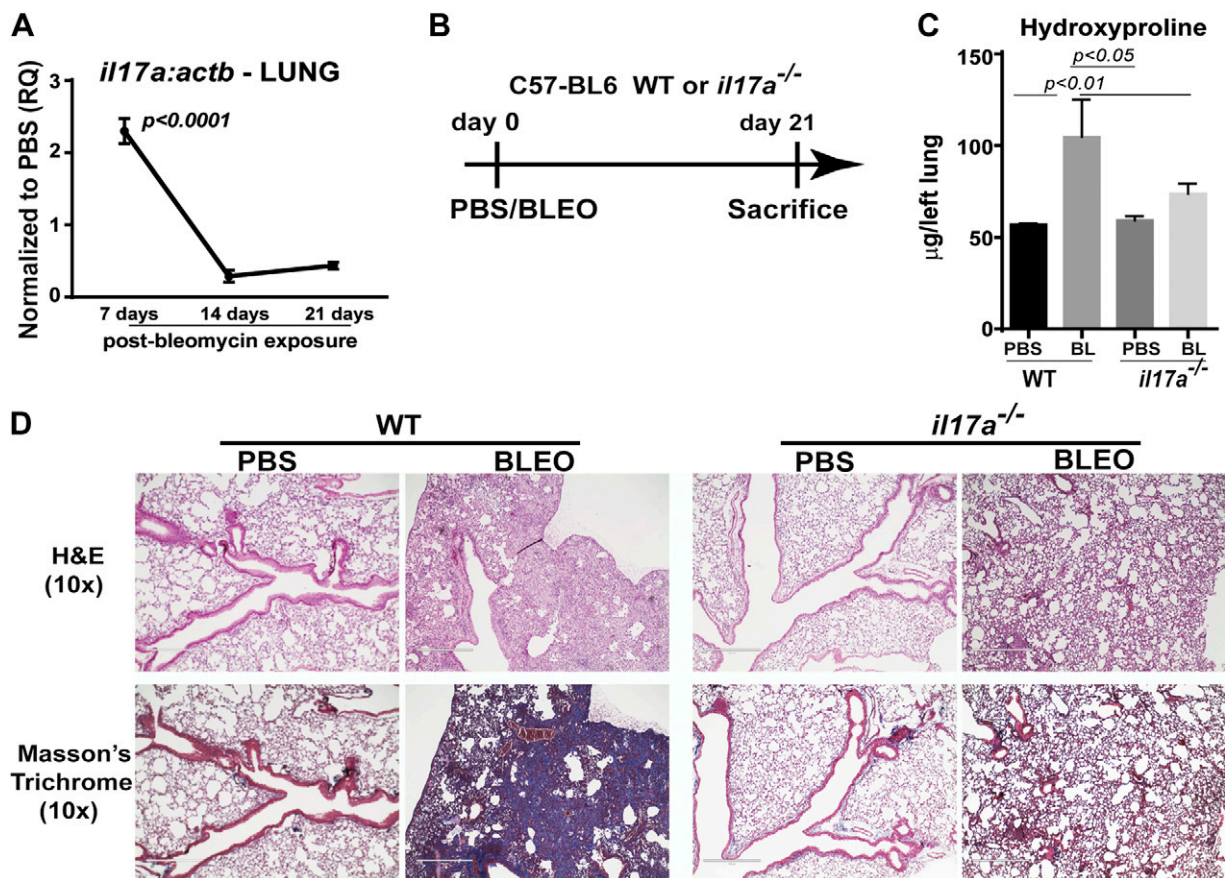 A
il17a:actb - LUNG
Normalized to PBS (RQ)
3
2
1
0
p<0.0001
7 days
14 days
21 days
post-bleomycin exposure
B
C57-BL6 WT or il17a-/-
day 0
day 21
PBS/BLEO
Sacrifice
C
Hydroxyproline
µg/left lung
150
100
50
0
p<0.05
p<0.01
PBS
BL
PBS
BL
WT
il17a-/-
D
WT
il17a-/-
PBS
BLEO
PBS
BLEO
H&E
(10x)
Masson's
Trichrome
(10x)